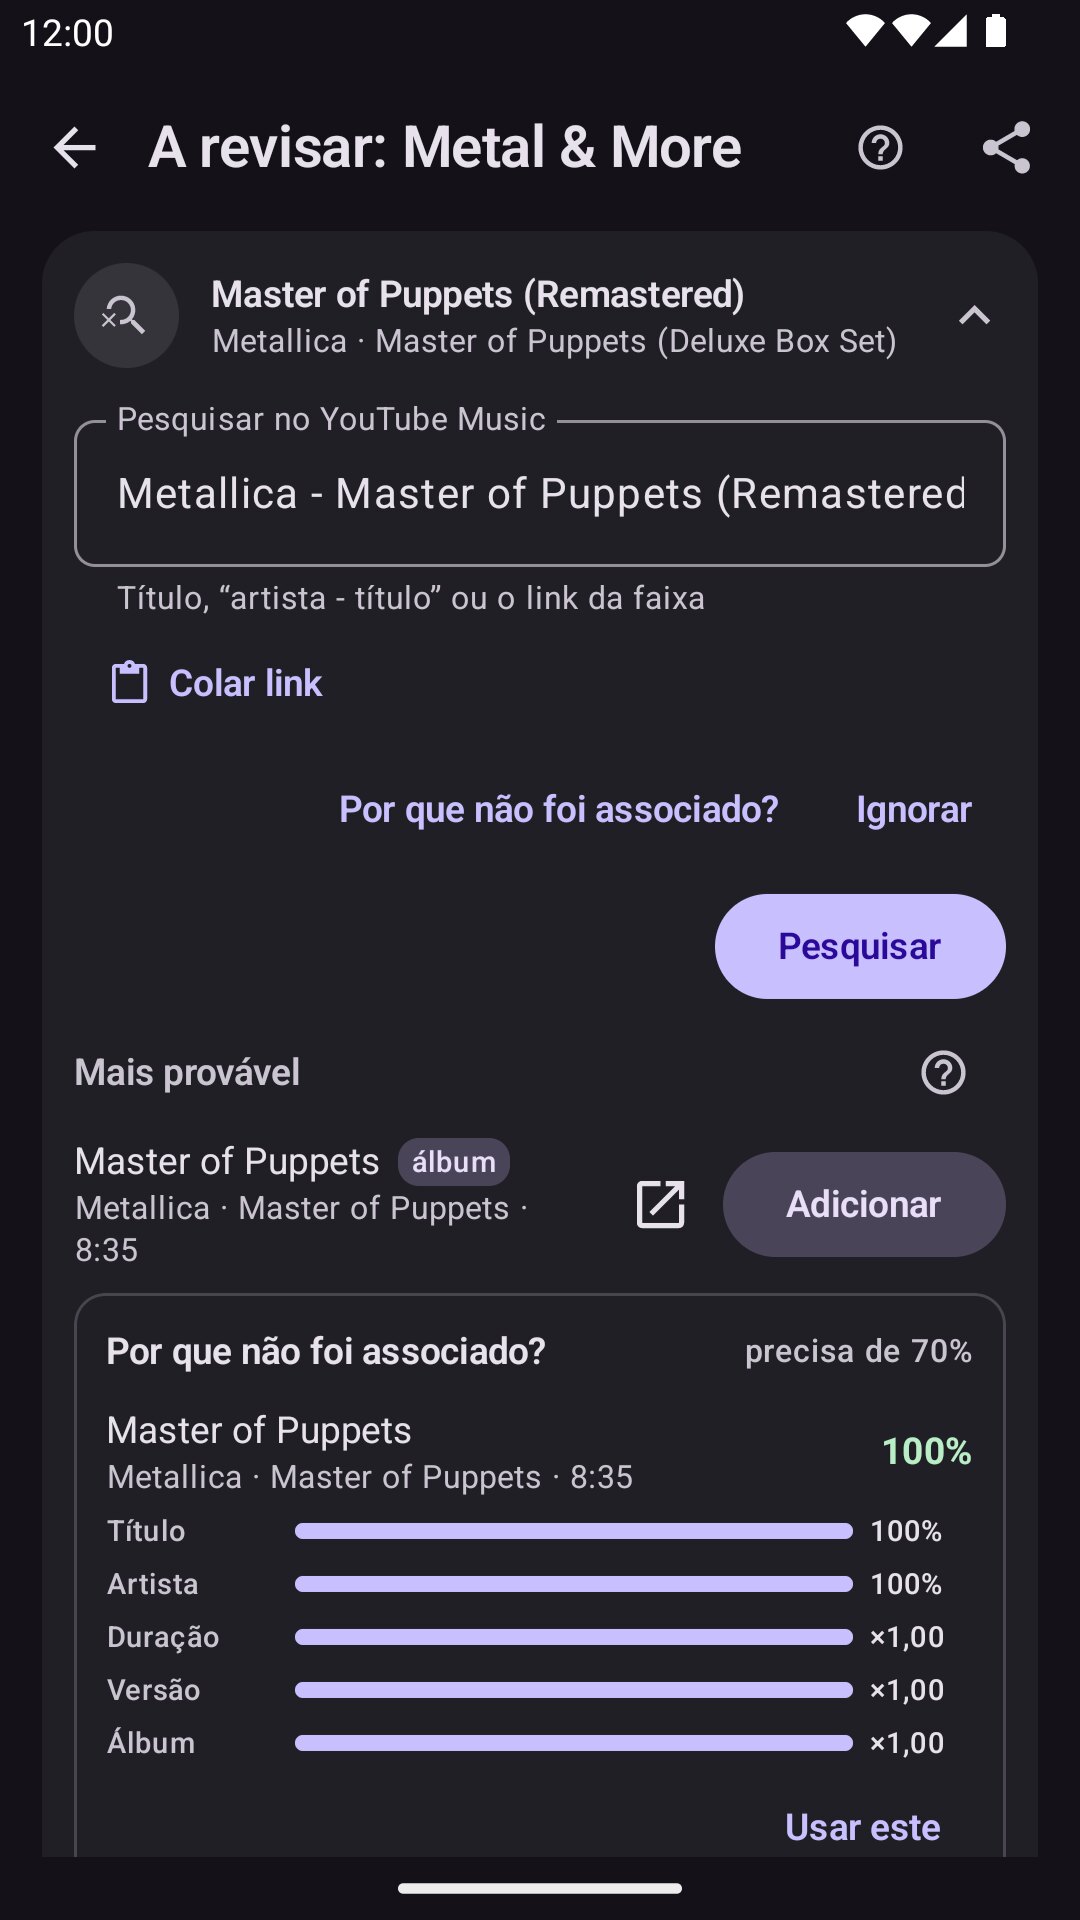 12:00
A revisar: Metal & More
Master of Puppets (Remastered)
Metallica · Master of Puppets (Deluxe Box Set)
Pesquisar no YouTube Music
Metallica - Master of Puppets (Remastered
Título, “artista - título” ou o link da faixa
Colar link
Por que não foi associado? Ignorar
Pesquisar
Mais provável
Master of Puppets álbum
Metallica · Master of Puppets ·
8:35
Adicionar
Por que não foi associado? precisa de 70%
Master of Puppets
Metallica · Master of Puppets · 8:35
100%
Título 100%
Artista 100%
Duração ×1,00
Versão ×1,00
Álbum ×1,00
Usar este